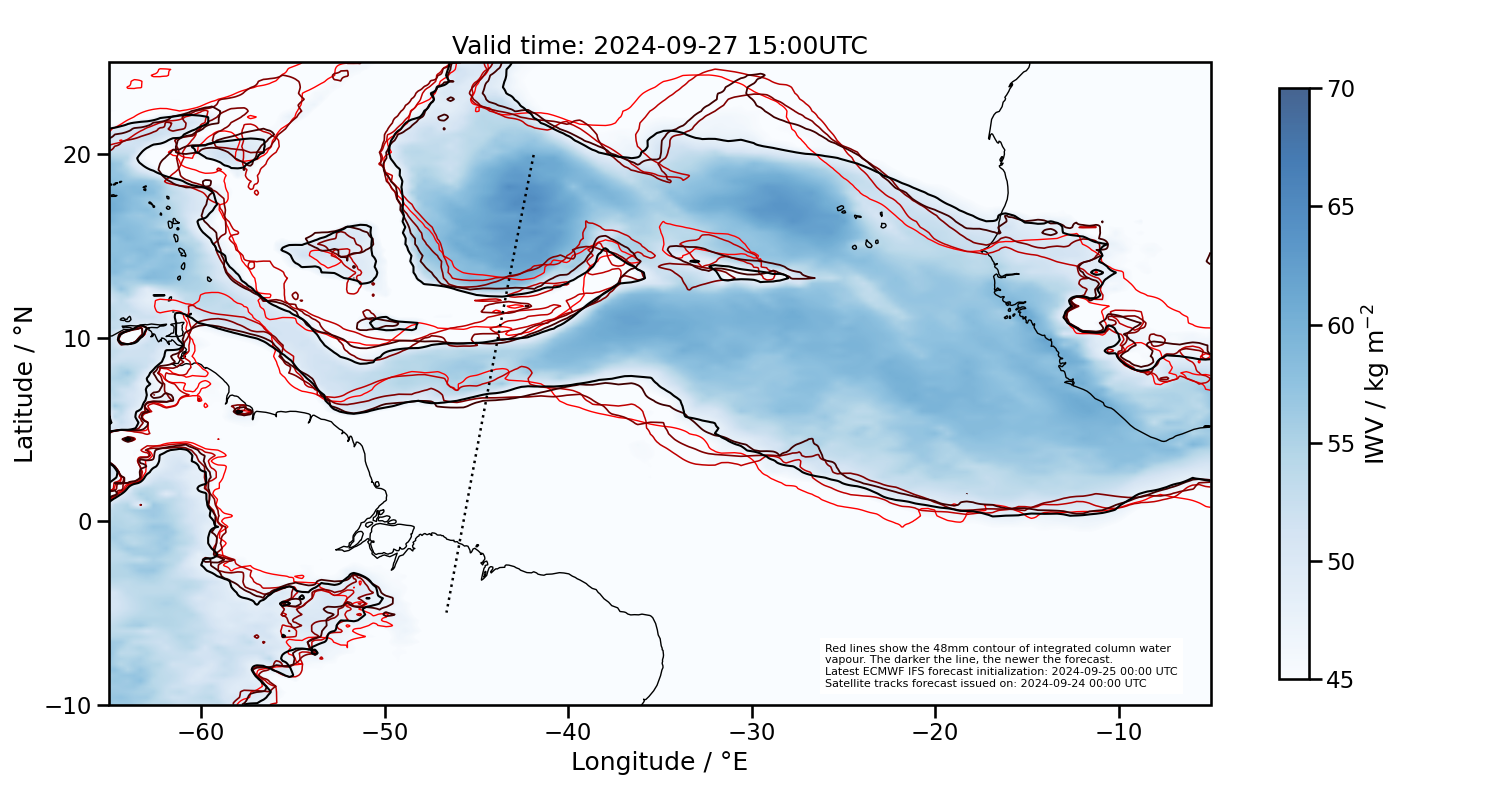 Valid time: 2024-09-27 15:00UTC
Latitude / °N
20
10
0
−10
−60
−50
−40
−30
−20
−10
Longitude / °E
Red lines show the 48mm contour of integrated column water
vapour. The darker the line, the newer the forecast.
Latest ECMWF IFS forecast initialization: 2024-09-25 00:00 UTC
Satellite tracks forecast issued on: 2024-09-24 00:00 UTC
70
65
60
55
50
45
IWV / kg m⁻²